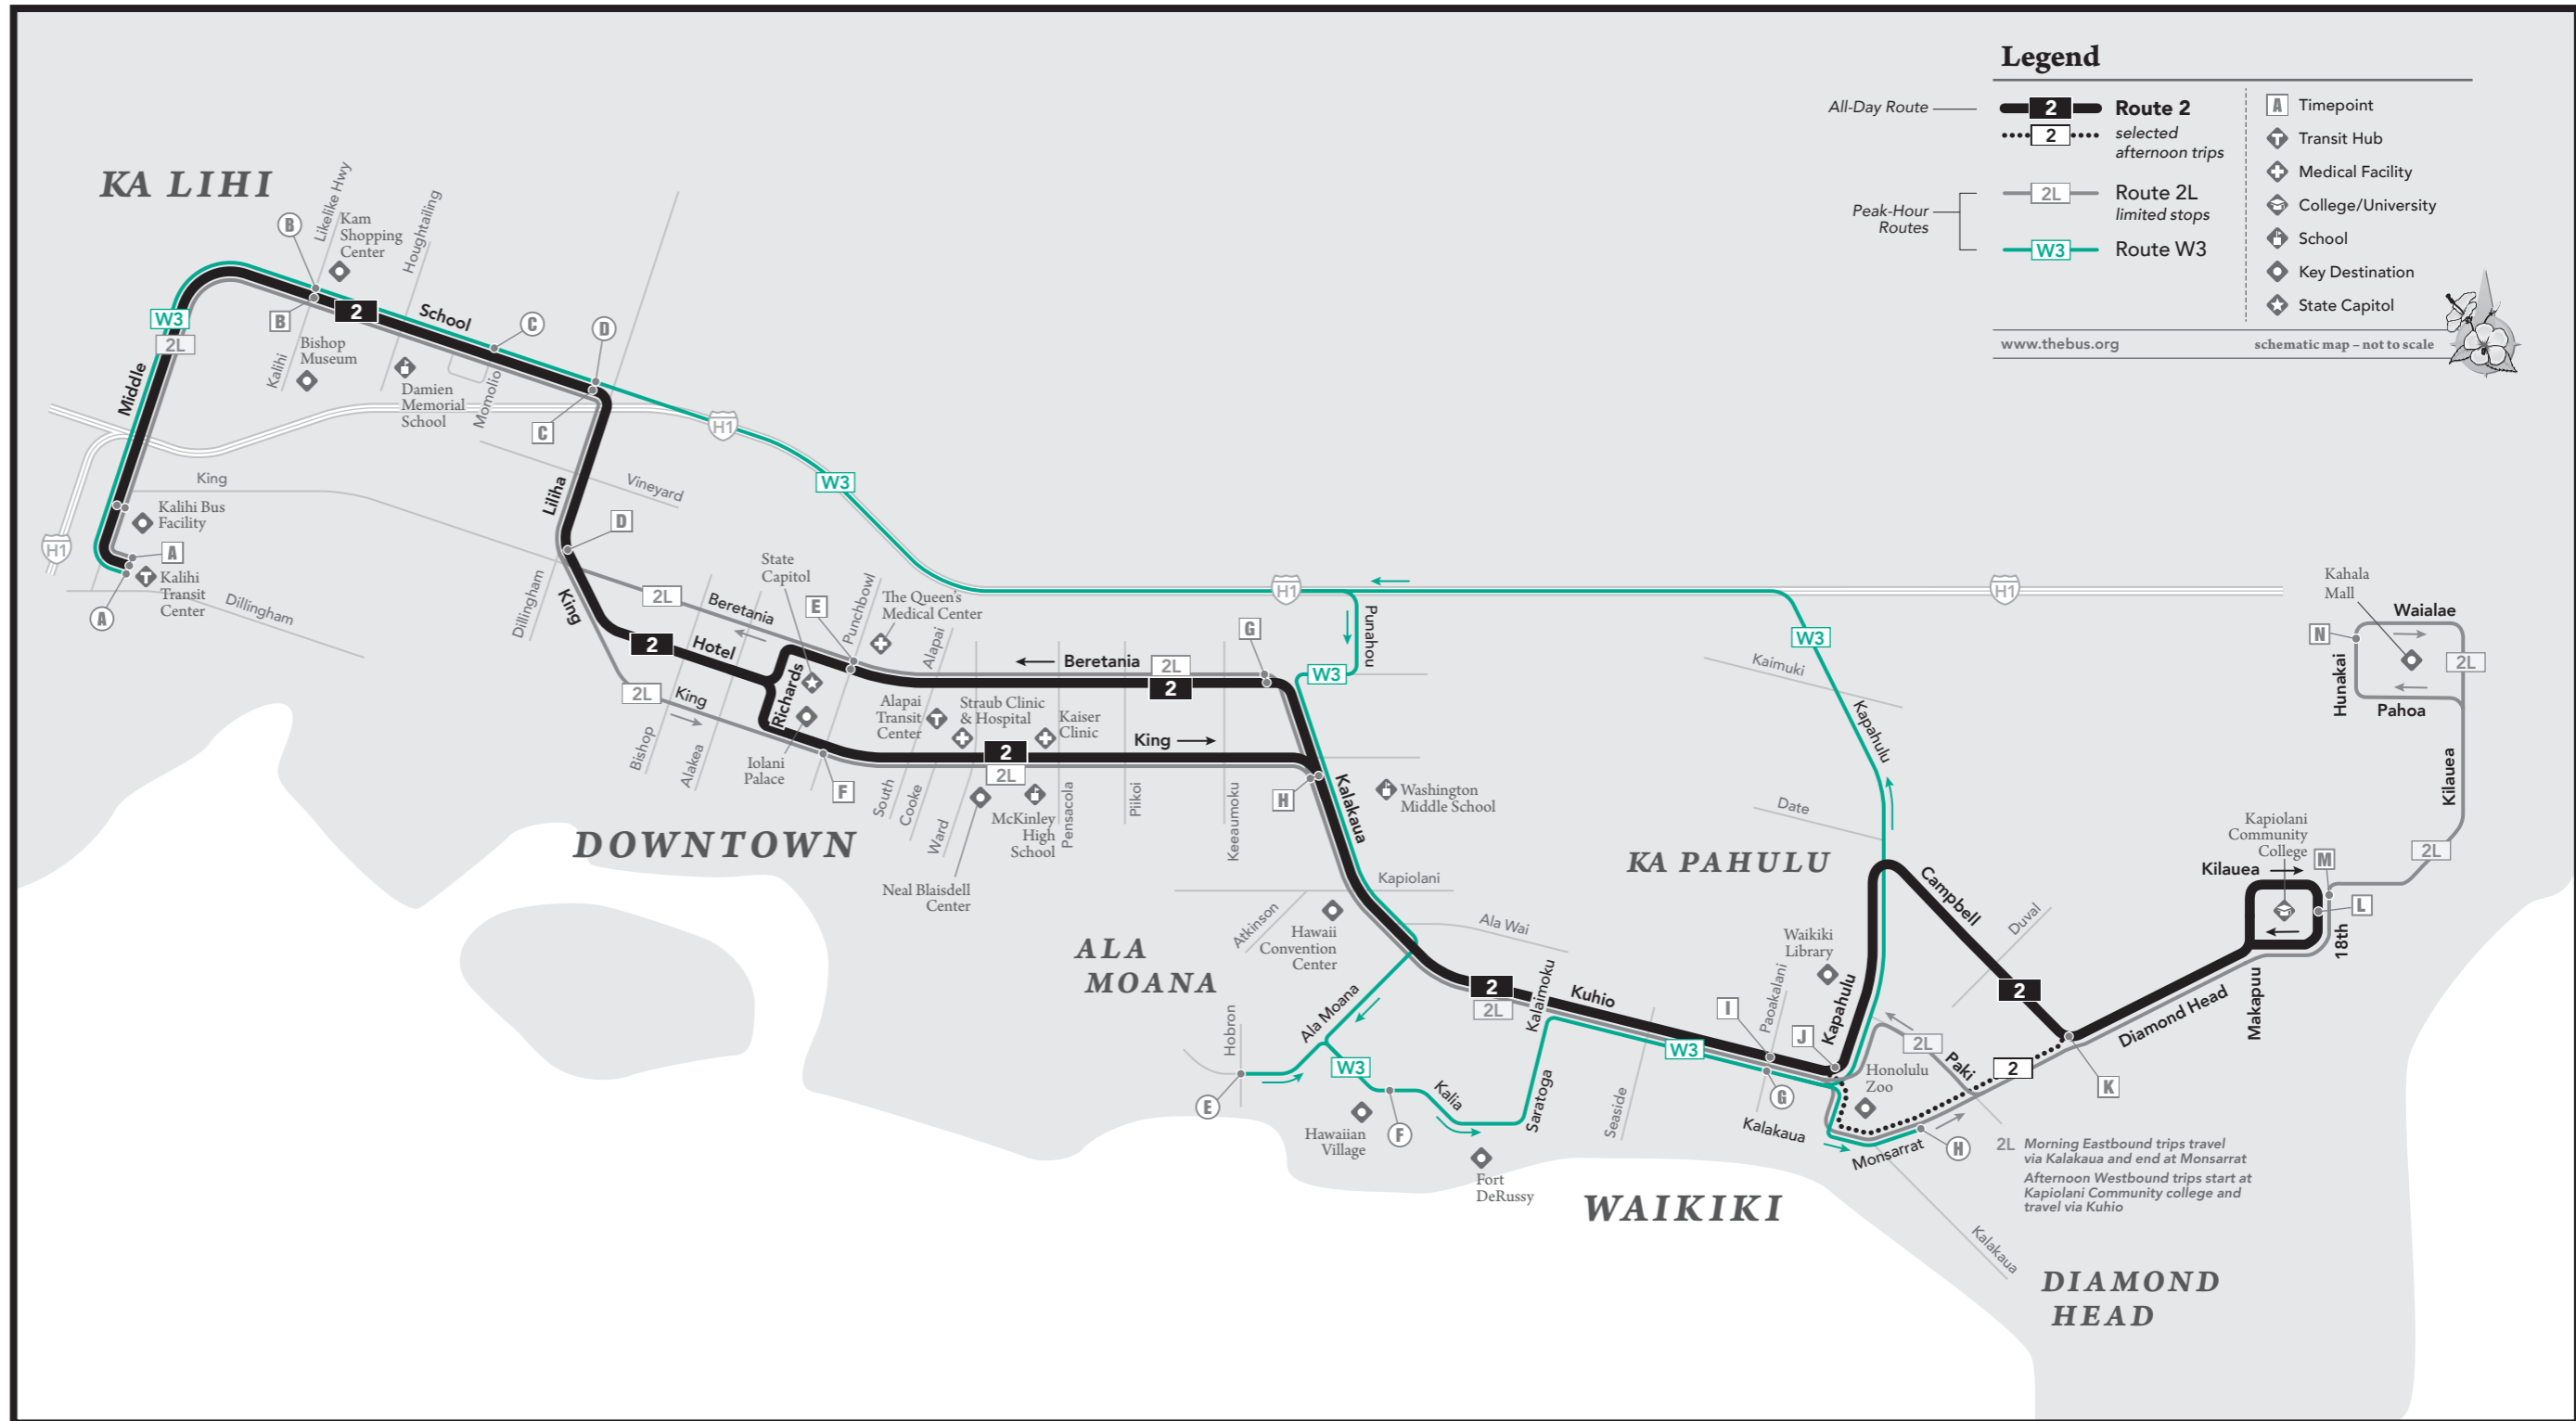 Legend
All-Day Route
2
Route 2
2
selected
afternoon trips
Peak-Hour
Routes
2L
Route 2L
limited stops
W3
Route W3
A
Timepoint
Transit Hub
Medical Facility
College/University
School
Key Destination
State Capitol
www.thebus.org
schematic map – not to scale
KA LIHI
Likelike Hwy
Kam
Shopping
Center
Houghtailing
B
B
2
School
C
D
W3
2L
Middle
Kalihi
Bishop
Museum
Damien
Memorial
School
Momolio
C
H1
W3
King
Kalihi Bus
Facility
Vineyard
Liliha
D
H1
A
Kalihi
Transit
Center
A
Dillingham
Dillingham
King
2L
Beretania
State
Capitol
E
Punchbowl
The Queen's
Medical Center
Alapai
2
Hotel
Richards
2L
King
Bishop
Alakea
Iolani
Palace
F
Alapai
Transit
Center
Straub Clinic
& Hospital
Kaiser
Clinic
Beretania
2L
2
G
2
2L
King
South
Cooke
Ward
McKinley
High
School
Pensacola
Piikoi
Keeaumoku
H
Neal Blaisdell
Center
DOWNTOWN
H1
Punahou
W3
Kalakaua
Washington
Middle School
Kapiolani
Atkinson
Hawaii
Convention
Center
Ala Wai
ALA
MOANA
Hobron
Ala Moana
E
W3
Hawaiian
Village
F
Kalia
Fort
DeRussy
Saratoga
Kalaimoku
2
2L
Kuhio
W3
Seaside
WAIKIKI
I
Paoakalani
G
J
Kapahulu
Waikiki
Library
KA PAHULU
Kaimuki
W3
Kapahulu
Date
H1
Campbell
Duval
2
Honolulu
Zoo
2L
Paki
2
K
Kalakaua
Monsarrat
H
2L
Morning Eastbound trips travel
via Kalakaua and end at Monsarrat
Afternoon Westbound trips start at
Kapiolani Community college and
travel via Kuhio
Kalakaua
DIAMOND
HEAD
Diamond Head
Makapuu
18th
Kilauea
Kapiolani
Community
College
M
L
2L
Kilauea
Kahala
Mall
Waialae
N
Hunakai
2L
Pahoa